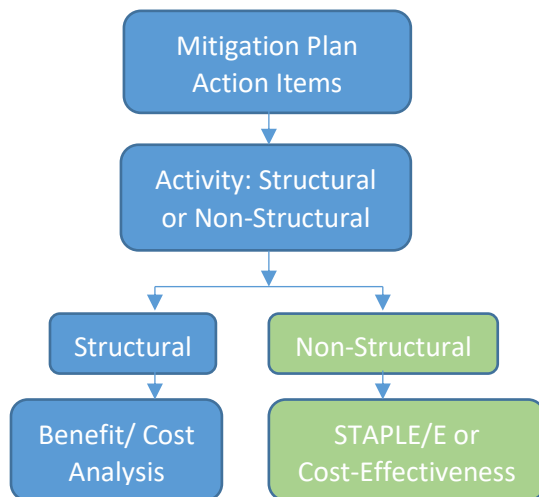 Mitigation Plan
Action Items
Activity: Structural
or Non-Structural
Structural
Non-Structural
Benefit/ Cost
Analysis
STAPLE/E or
Cost-Effectiveness